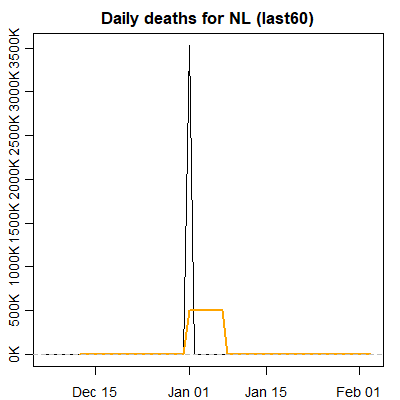 Daily deaths for NL (last60)
3500K
3000K
2500K
2000K
1500K
1000K
500K
0K
Dec 15 Jan 01 Jan 15 Feb 01